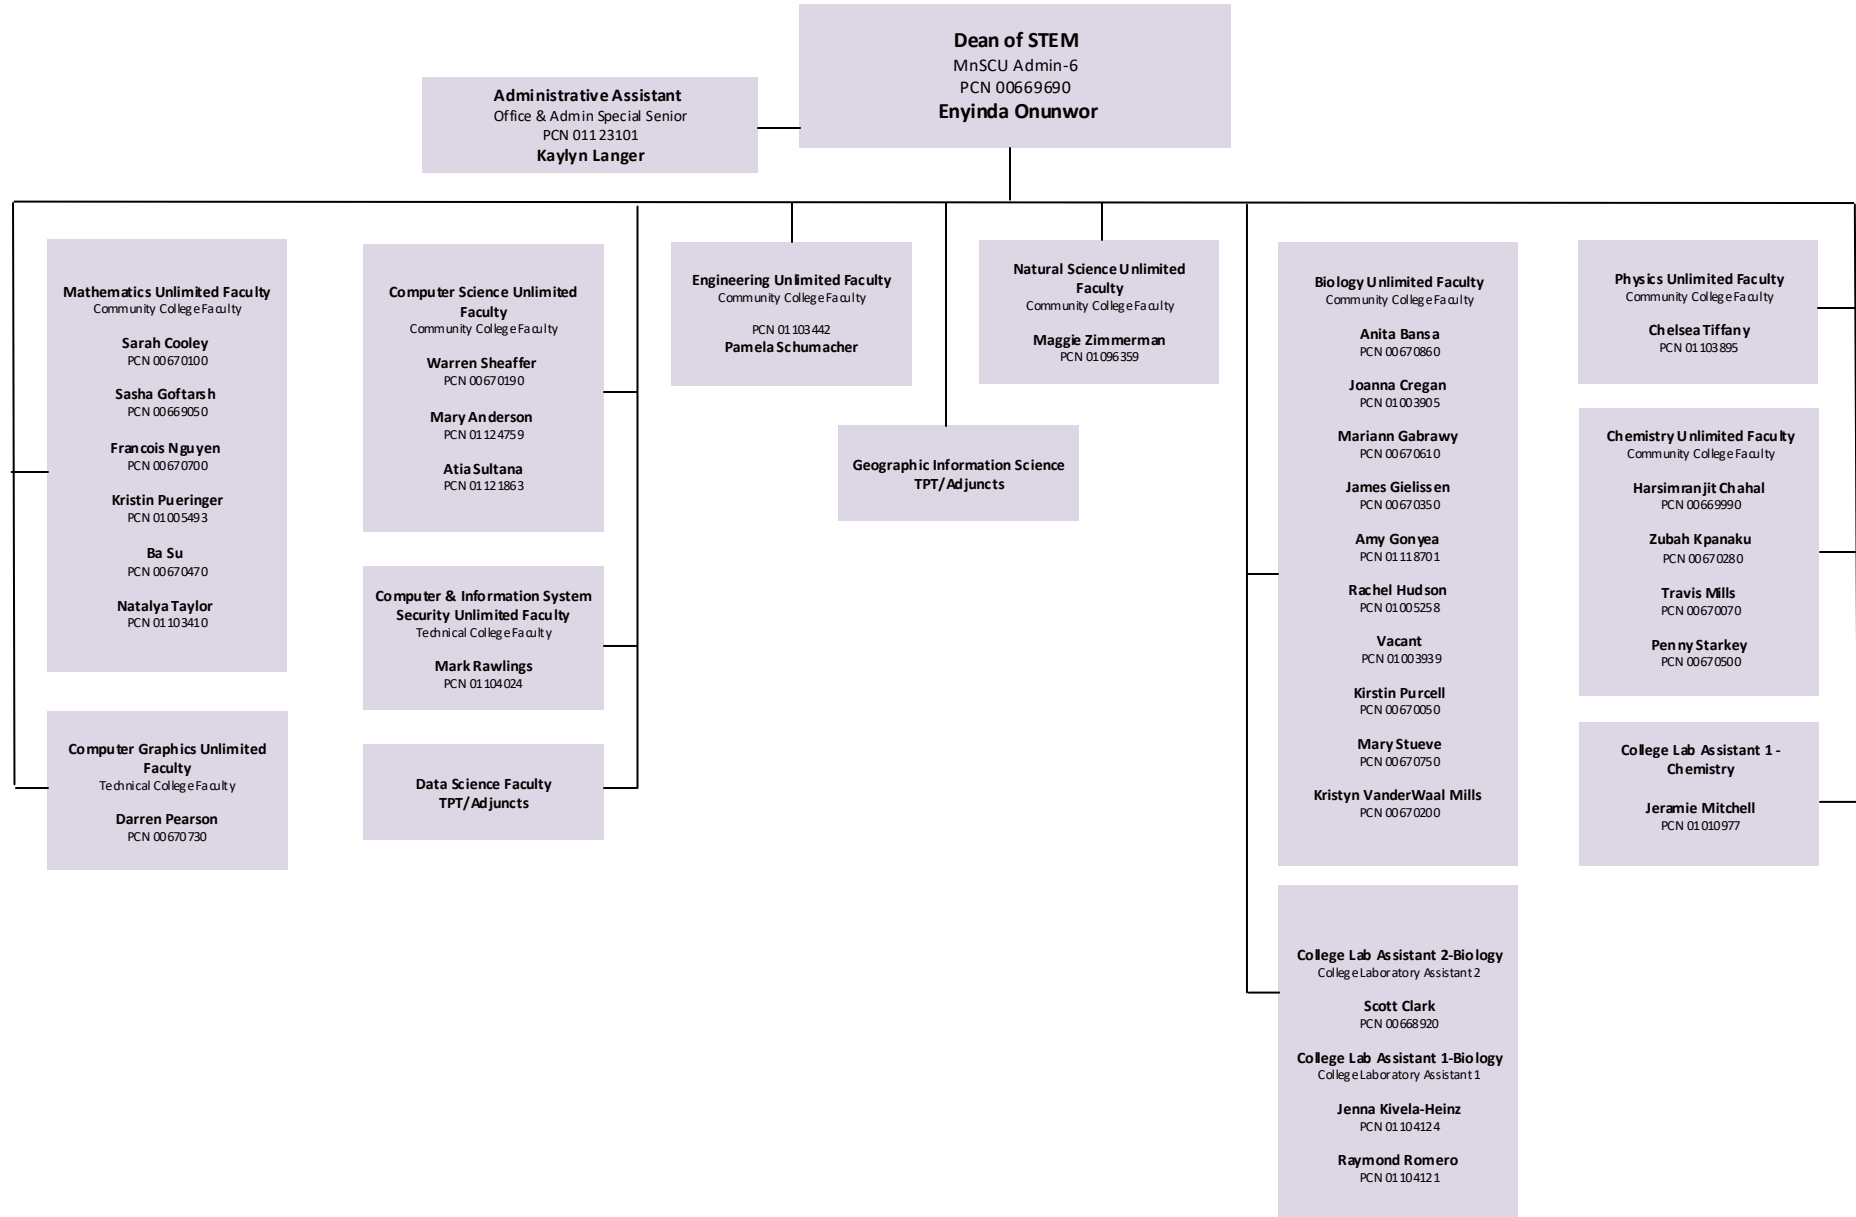 Dean of STEM
MnSCU Admin-6
PCN 00669690
Enyinda Onunwor
Administrative Assistant
Office & Admin Special Senior
PCN 01123101
Kaylyn Langer
Mathematics Unlimited Faculty
Community College Faculty
Sarah Cooley
PCN 00670100
Sasha Goftarsh
PCN 00669050
Francois Nguyen
PCN 00670700
Kristin Pueringer
PCN 01005493
Ba Su
PCN 00670470
Natalya Taylor
PCN 01103410
Computer Graphics Unlimited
Faculty
Technical College Faculty
Darren Pearson
PCN 00670730
Computer Science Unlimited
Faculty
Community College Faculty
Warren Sheaffer
PCN 00670190
Mary Anderson
PCN 01124759
Atia Sultana
PCN 01121863
Computer & Information System
Security Unlimited Faculty
Technical College Faculty
Mark Rawlings
PCN 01104024
Data Science Faculty
TPT/Adjuncts
Engineering Unlimited Faculty
Community College Faculty
PCN 01103442
Pamela Schumacher
Geographic Information Science
TPT/Adjuncts
Natural Science Unlimited
Faculty
Community College Faculty
Maggie Zimmerman
PCN 01096359
Biology Unlimited Faculty
Community College Faculty
Anita Bansa
PCN 00670860
Joanna Cregan
PCN 01003905
Mariann Gabrawy
PCN 00670610
James Gielissen
PCN 00670350
Amy Gonyea
PCN 01118701
Rachel Hudson
PCN 01005258
Vacant
PCN 01003939
Kirstin Purcell
PCN 00670050
Mary Stueve
PCN 00670750
Kristyn VanderWaal Mills
PCN 00670200
College Lab Assistant 2-Biology
College Laboratory Assistant 2
Scott Clark
PCN 00668920
College Lab Assistant 1-Biology
College Laboratory Assistant 1
Jenna Kivela-Heinz
PCN 01104124
Raymond Romero
PCN 01104121
Physics Unlimited Faculty
Community College Faculty
Chelsea Tiffany
PCN 01103895
Chemistry Unlimited Faculty
Community College Faculty
Harsimranjit Chahal
PCN 00669990
Zubah Kpanaku
PCN 00670280
Travis Mills
PCN 00670070
Penny Starkey
PCN 00670500
College Lab Assistant 1 -
Chemistry
Jeramie Mitchell
PCN 01010977